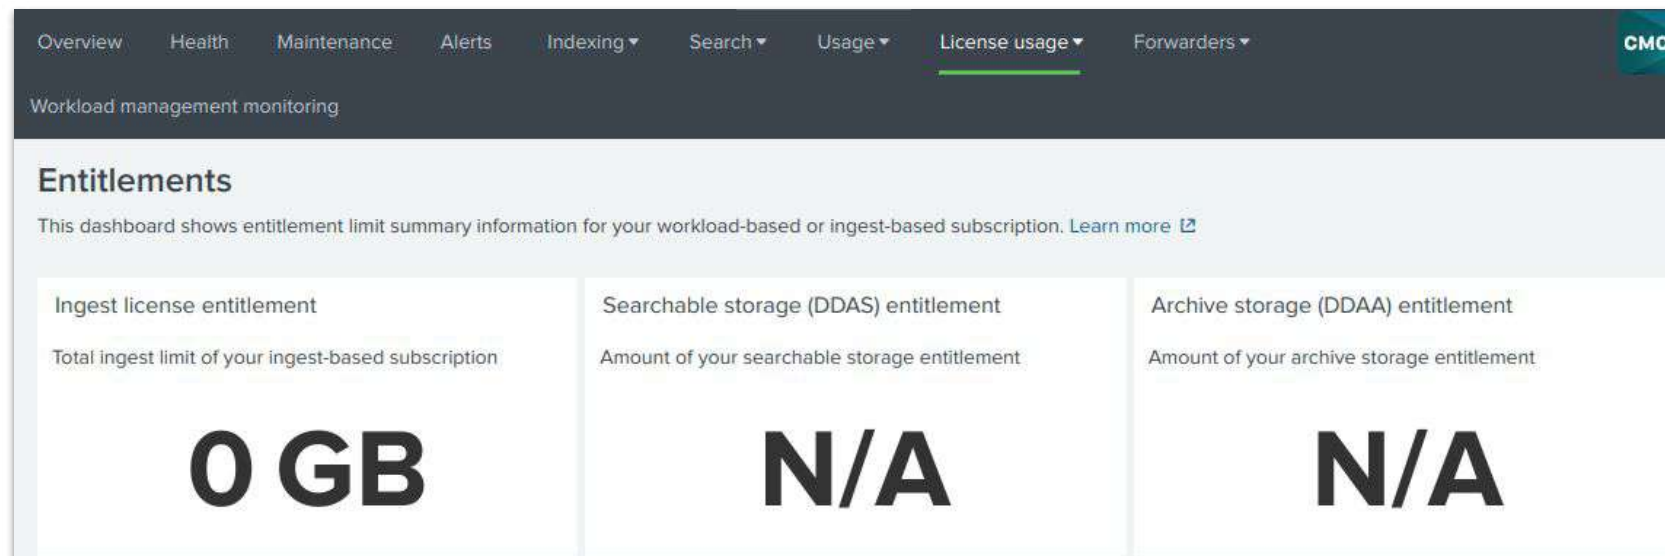 Overview Health Maintenance Alerts Indexing Search Usage License usage Forwarders
CMC
Workload management monitoring
Entitlements
This dashboard shows entitlement limit summary information for your workload-based or ingest-based subscription. Learn more
Ingest license entitlement
Total ingest limit of your ingest-based subscription
0 GB
Searchable storage (DDAS) entitlement
Amount of your searchable storage entitlement
N/A
Archive storage (DDAA) entitlement
Amount of your archive storage entitlement
N/A